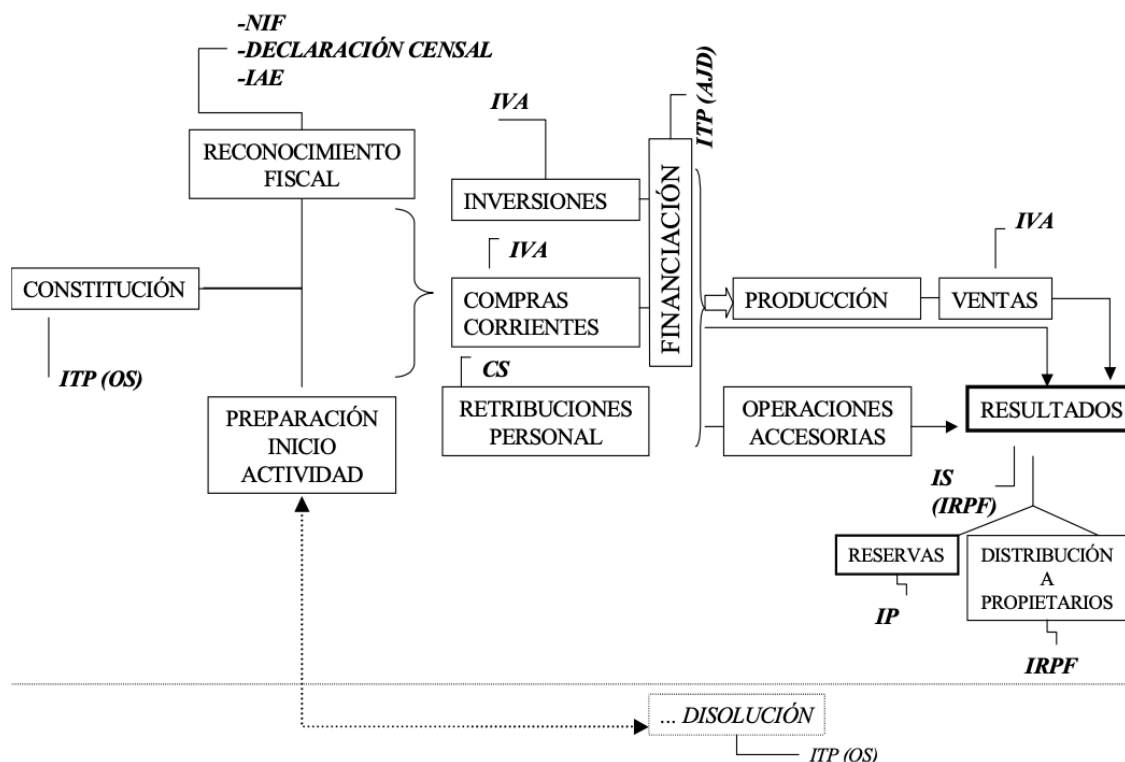 -NIF
-DECLARACIÓN CENSAL
-IAE
RECONOCIMIENTO
FISCAL
CONSTITUCIÓN
ITP (OS)
PREPARACIÓN
INICIO
ACTIVIDAD
IVA
INVERSIONES
IVA
COMPRAS
CORRIENTES
CS
RETRIBUCIONES
PERSONAL
ITP (AJD)
FINANCIACIÓN
PRODUCCIÓN
IVA
VENTAS
OPERACIONES
ACCESORIAS
RESULTADOS
IS
(IRPF)
RESERVAS
IP
DISTRIBUCIÓN
A
PROPIETARIOS
IRPF
... DISOLUCIÓN
ITP (OS)